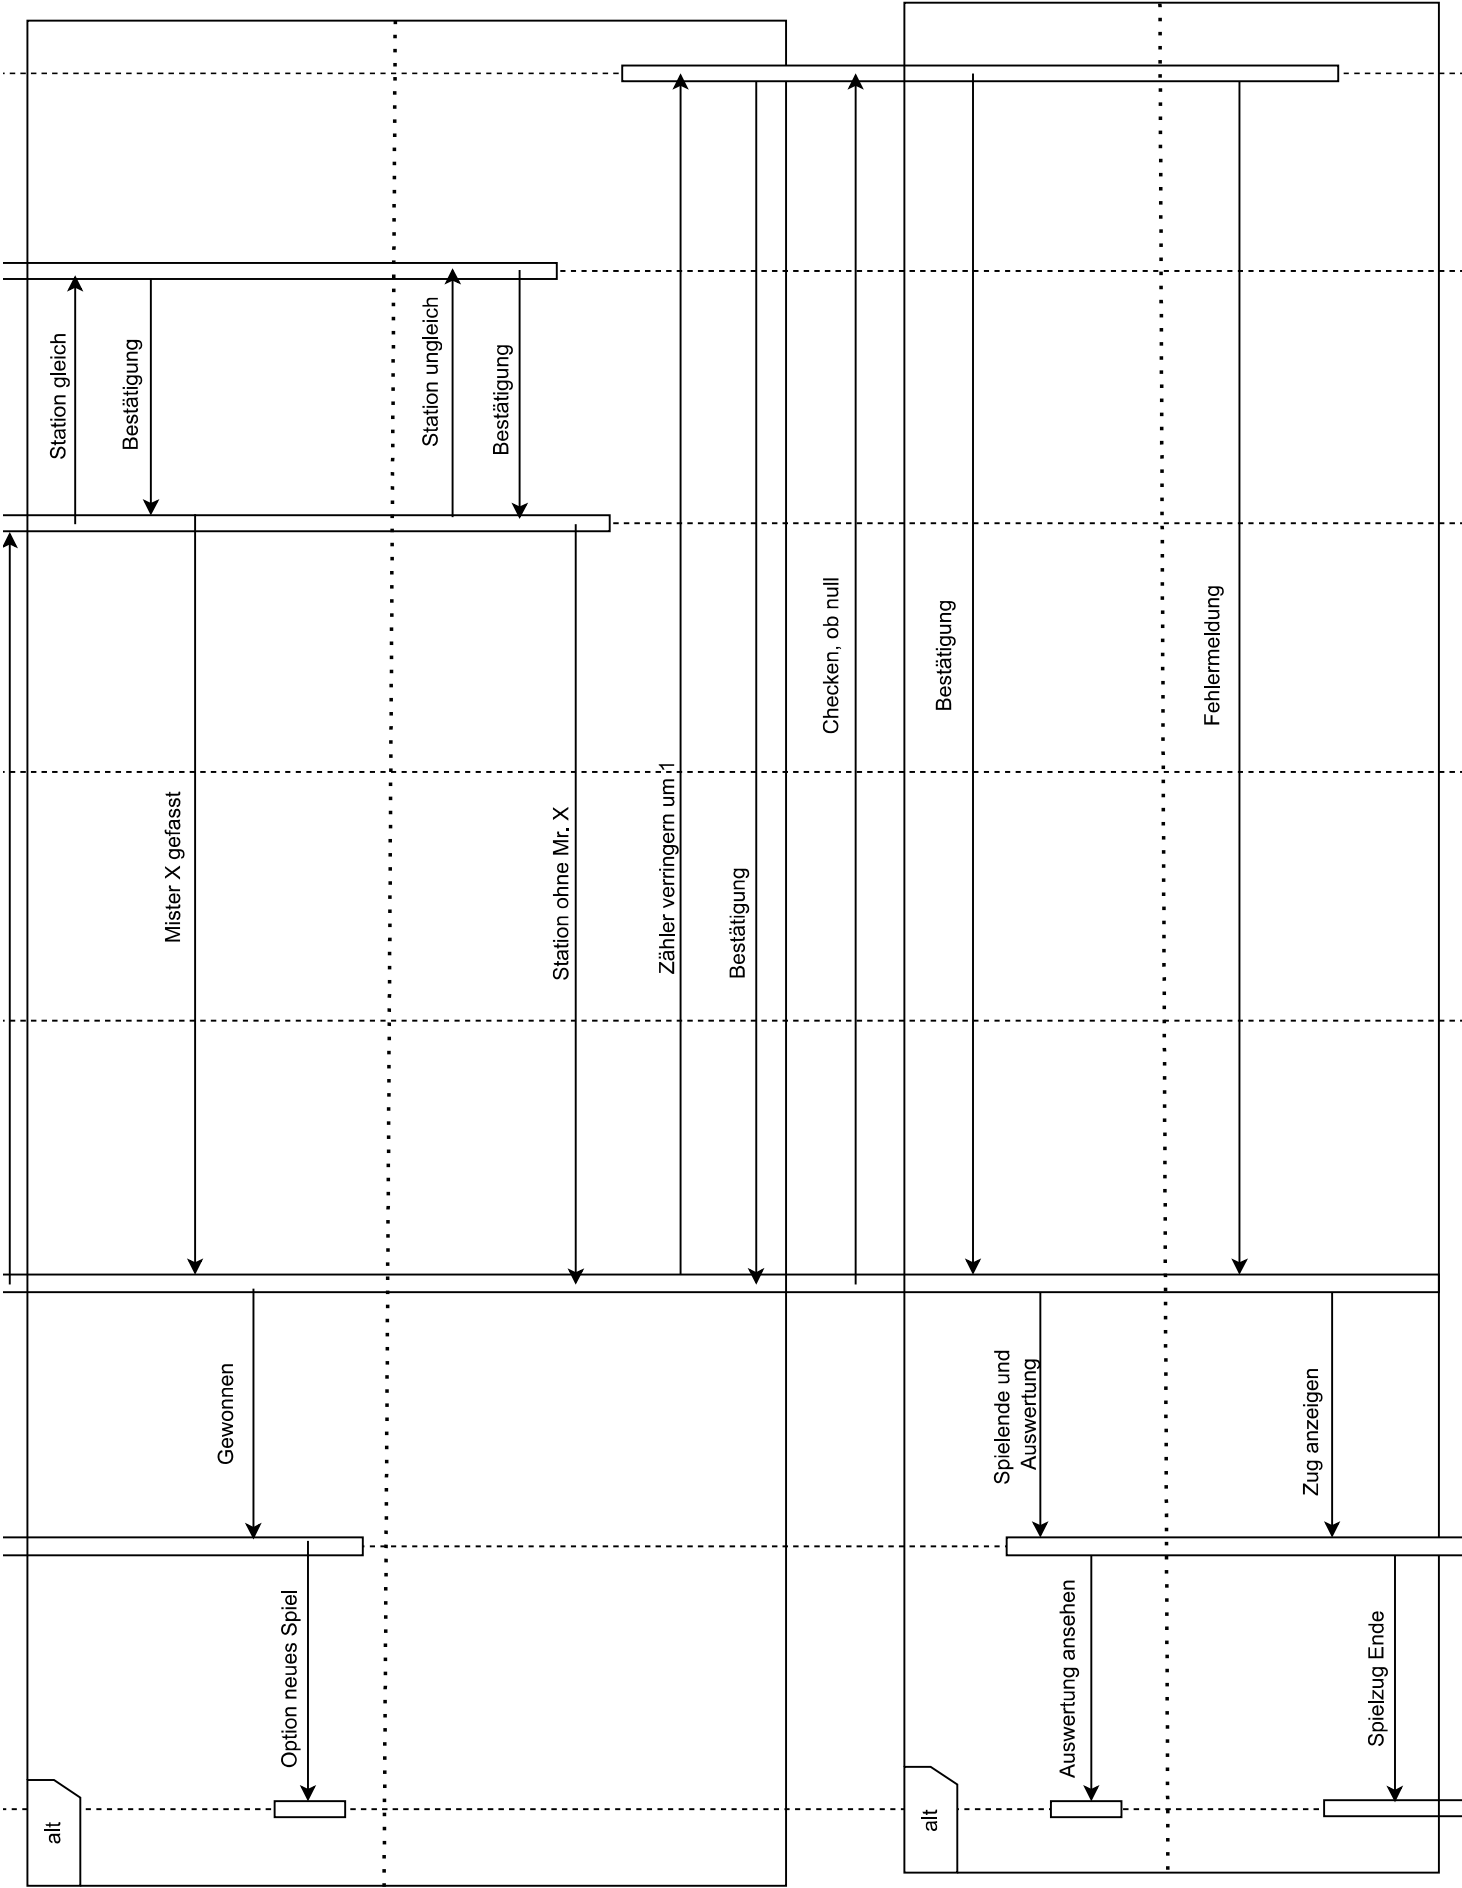 alt
Station gleich
Bestätigung
Mister X gefasst
Gewonnen
Option neues Spiel
Station ungleich
Bestätigung
Station ohne Mr. X
Zähler verringern um 1
Bestätigung
Checken, ob null
alt
Bestätigung
Spielende und
Auswertung
Auswertung ansehen
Fehlermeldung
Zug anzeigen
Spielzug Ende